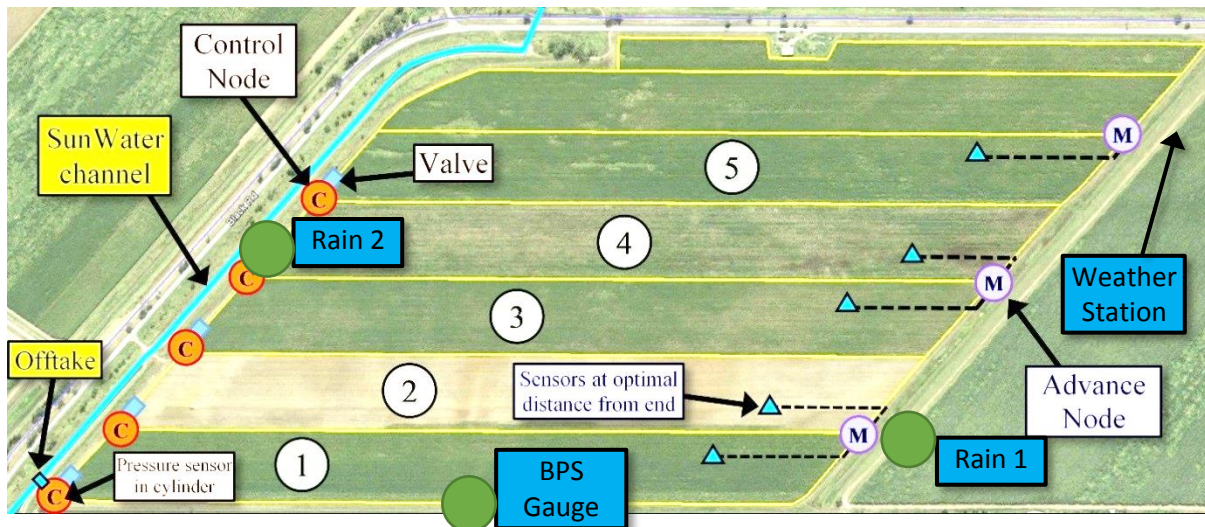 Control
Node
SunWater
channel
Valve
C
Rain 2
C
C
C
C
Offtake
Pressure sensor
in cylinder
5
4
3
2
1
Sensors at optimal
distance from end
BPS
Gauge
M
M
M
Weather
Station
Advance
Node
Rain 1